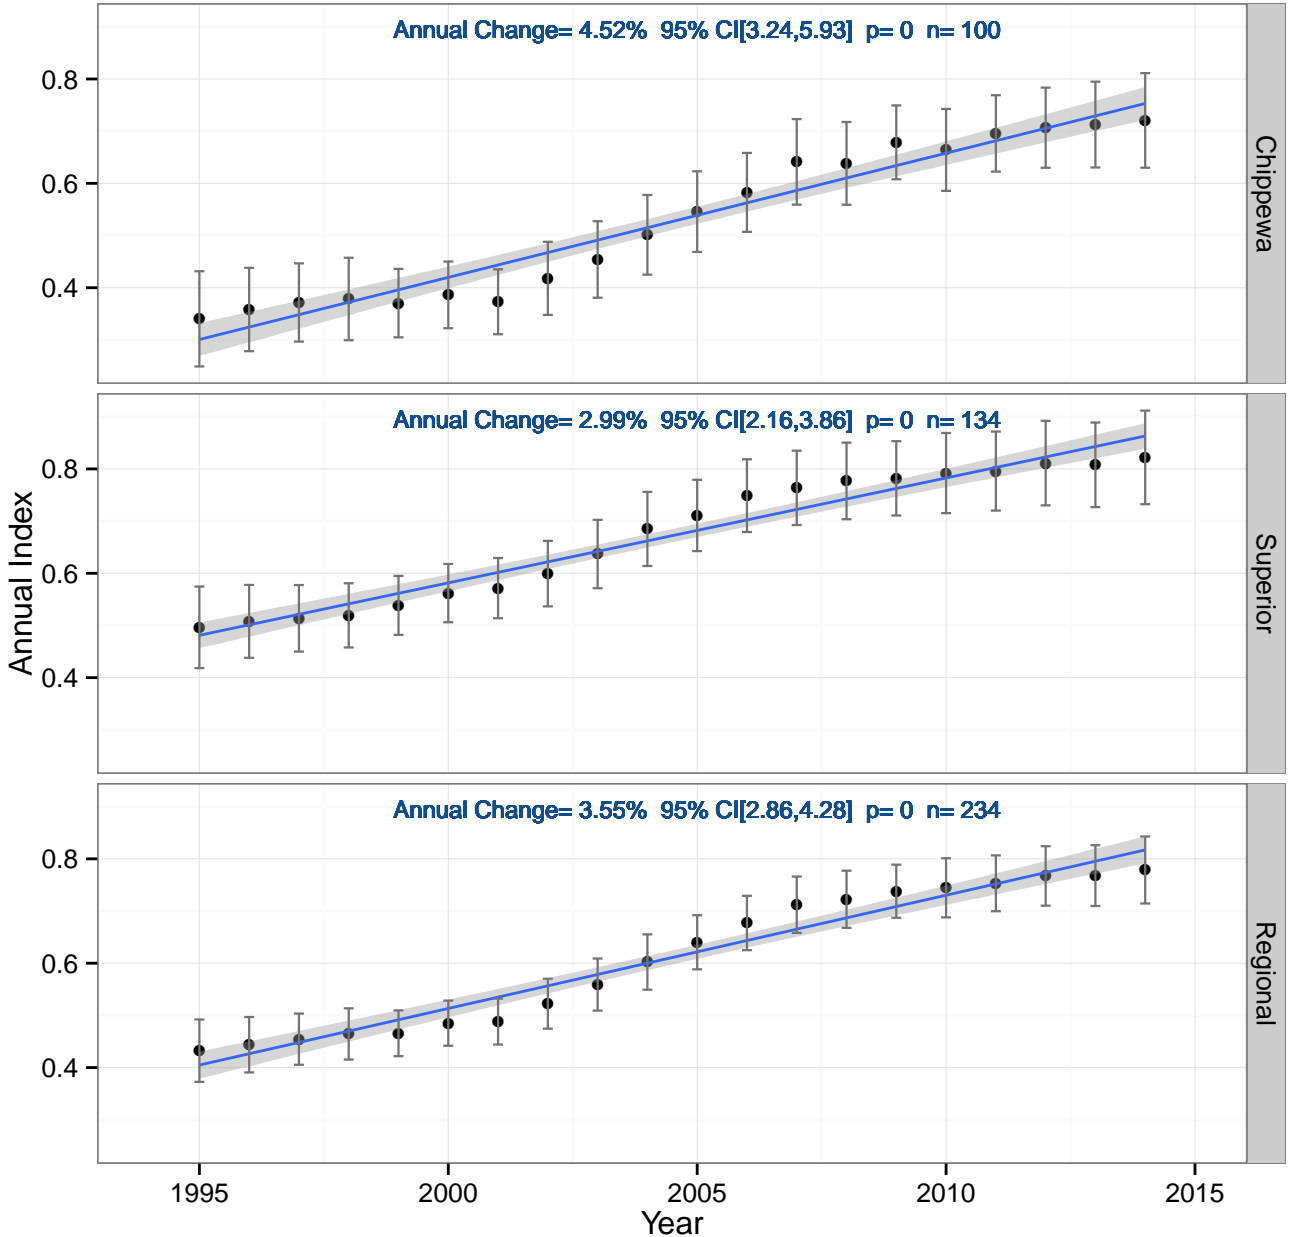 Annual Change= 4.52%  95% CI[3.24,5.93]  p= 0  n= 100
0.8
0.6
0.4
Chippewa
Annual Change= 2.99%  95% CI[2.16,3.86]  p= 0  n= 134
0.8
0.6
0.4
Superior
Annual Index
Annual Change= 3.55%  95% CI[2.86,4.28]  p= 0  n= 234
0.8
0.6
0.4
Regional
1995 2000 2005 2010 2015
Year